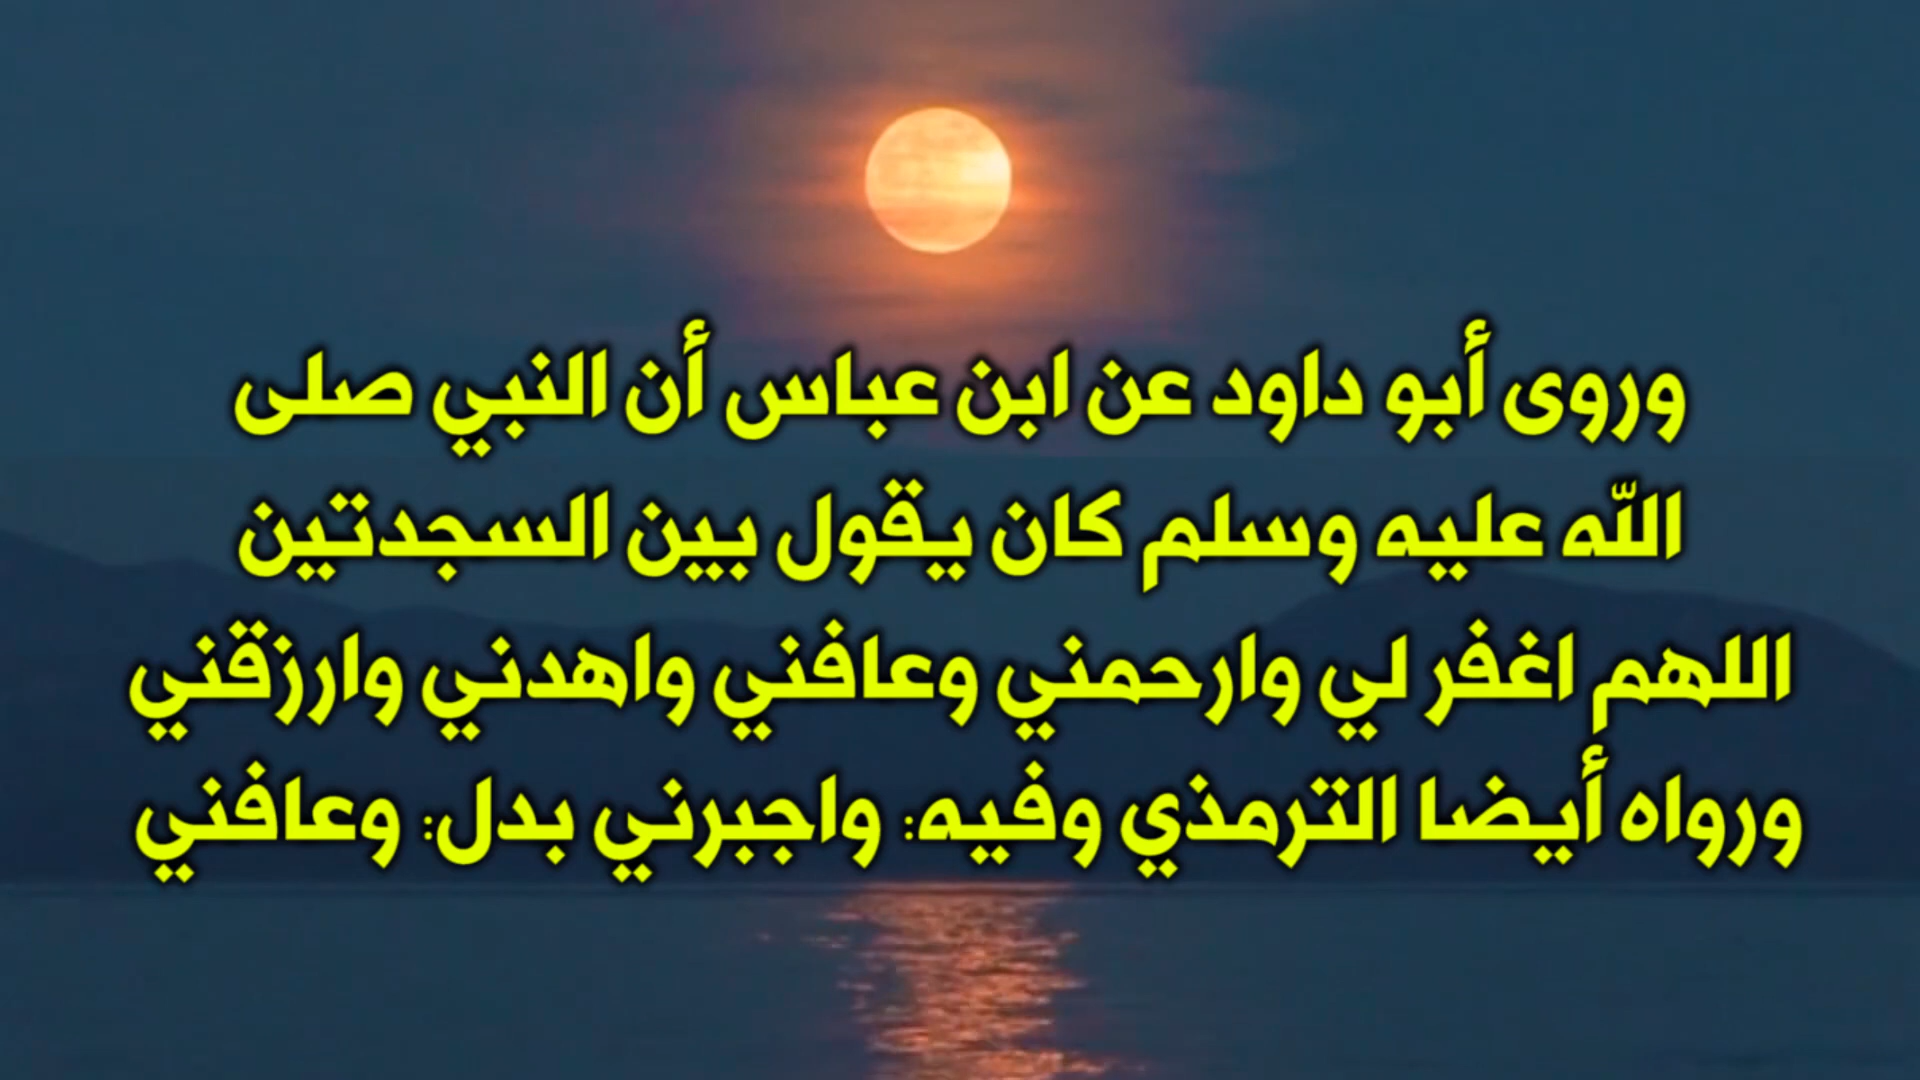 وروى أبو داود عن ابن عباس أن النبي صلى
الله عليه وسلم كان يقول بين السجدتين
اللهم اغفر لي وارحمني وعافني واهدني وارزقني
ورواه أيضا الترمذي وفيه: واجبرني بدل: وعافني